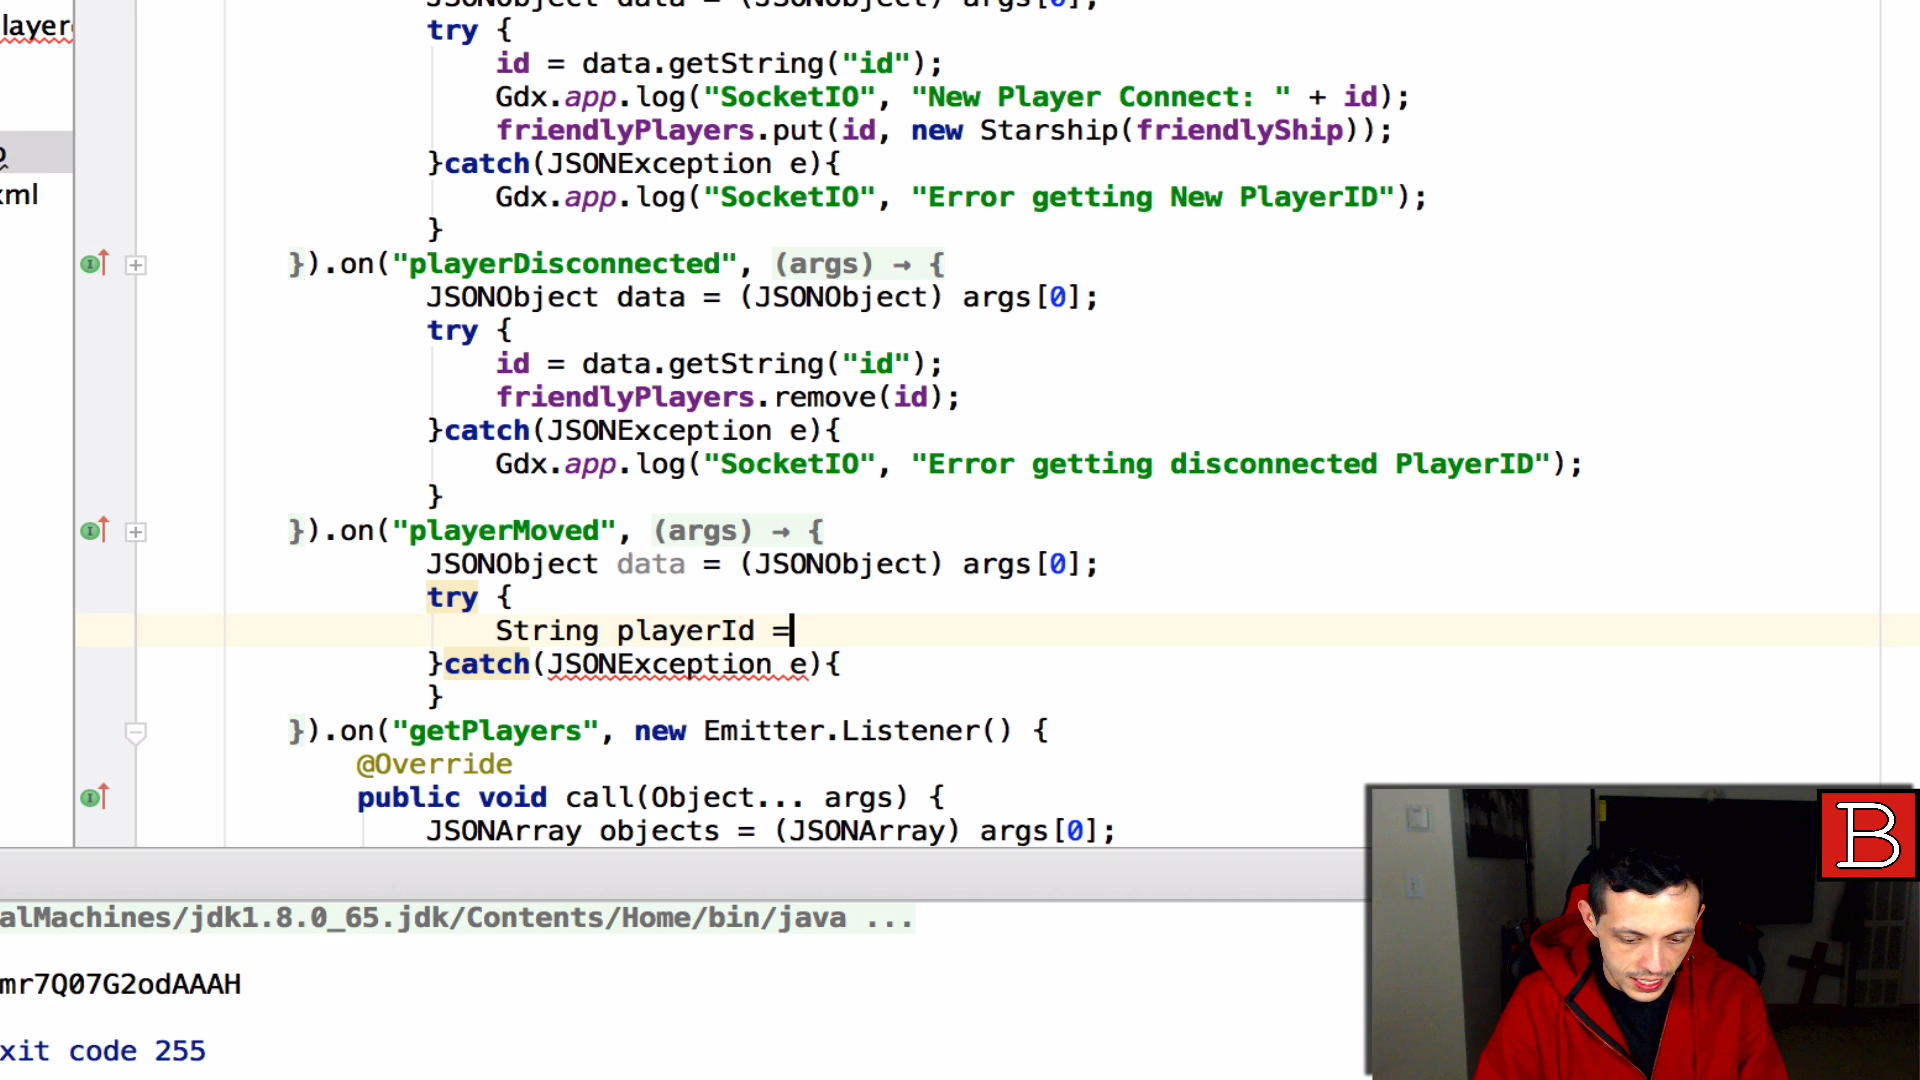 JSONObject data = (JSONObject) args[0];
layer
try {
id = data.getString("id");
Gdx.app.log("SocketIO", "New Player Connect: " + id);
friendlyPlayers.put(id, new Starship(friendlyShip));
}catch(JSONException e){
xml
Gdx.app.log("SocketIO", "Error getting New PlayerID");
}
}).on("playerDisconnected", (args) → {
JSONObject data = (JSONObject) args[0];
try {
id = data.getString("id");
friendlyPlayers.remove(id);
}catch(JSONException e){
Gdx.app.log("SocketIO", "Error getting disconnected PlayerID");
}
}).on("playerMoved", (args) → {
JSONObject data = (JSONObject) args[0];
try {
String playerId =
}catch(JSONException e){
}
}).on("getPlayers", new Emitter.Listener() {
@Override
public void call(Object... args) {
JSONArray objects = (JSONArray) args[0];
B
alMachines/jdk1.8.0_65.jdk/Contents/Home/bin/java ...
mr7Q07G2odAAAH
xit code 255